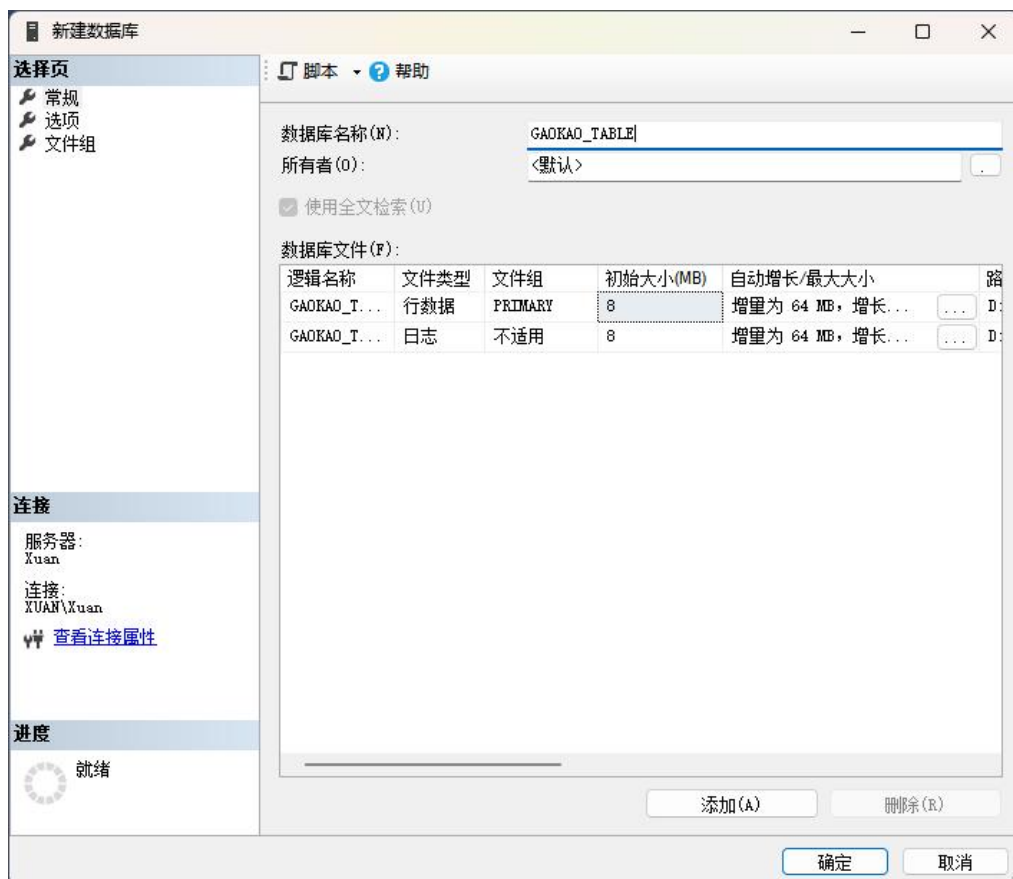 新建数据库
选择页
常规
选项
文件组
脚本 帮助
数据库名称(N):
GAOKAO_TABLE
所有者(O):
<默认>
...
使用全文检索(U)
数据库文件(F):
逻辑名称 文件类型 文件组 初始大小(MB) 自动增长/最大大小 路
GAOKAO_T... 行数据 PRIMARY 8 增量为 64 MB，增长... ... D:
GAOKAO_T... 日志 不适用 8 增量为 64 MB，增长... ... D:
连接
服务器:
Xuan
连接:
XUAN\Xuan
查看连接属性
进度
就绪
添加(A) 删除(R)
确定 取消